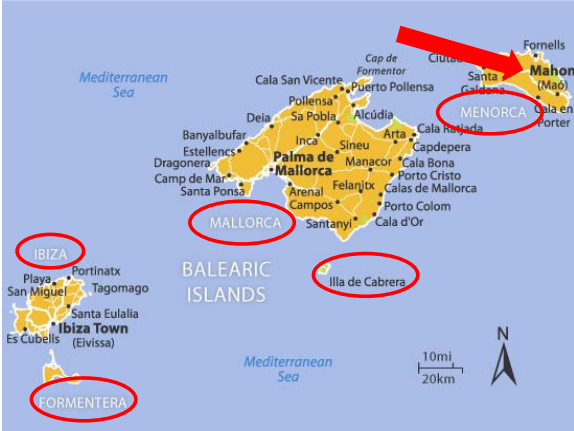 Fornells
Ciutad
Cap de
Formentor
Mahon
(Maó)
Santa
Galdana
Mediterranean
Sea
Cala San Vicente
Puerto Pollensa
Pollensa
Cala en
Porter
MENORCA
Deia
Sa Pobla
Alcúdia
Banyalbufar
Inca
Arta
Cala Ratjada
Estellencs
Sineu
Capdepera
Dragonera
Palma de
Mallorca
Manacor
Cala Bona
Camp de Mar
Porto Cristo
Santa Ponsa
Arenal
Felanitx
Calas de Mallorca
Campos
Porto Colom
MALLORCA
Santanyi
Cala d'Or
IBIZA
BALEARIC
ISLANDS
Illa de Cabrera
Portinatx
Playa
San Miguel
Tagomago
Santa Eulalia
Ibiza Town
(Eivissa)
Es Cubells
N
Mediterranean
Sea
10mi
20km
FORMENTERA